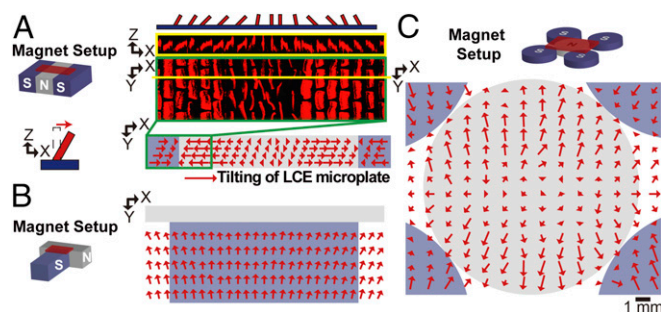 A
Magnet Setup
S
N
S
Z
X
Z
X
Y
X
Y
X
Y
X
Y
X
Z
X
Tilting of LCE microplate
B
Magnet Setup
S
N
Y
X
C
Magnet
Setup
S
S
N
S
S
1 mm